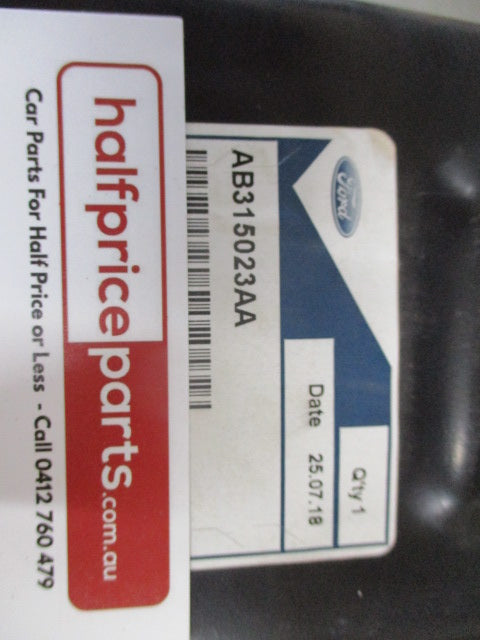 Ford
Q'ty 1
Date 25.07.18
AB315023AA
halfpriceparts.com.au
Car Parts For Half Price or Less - Call 0412 760 479